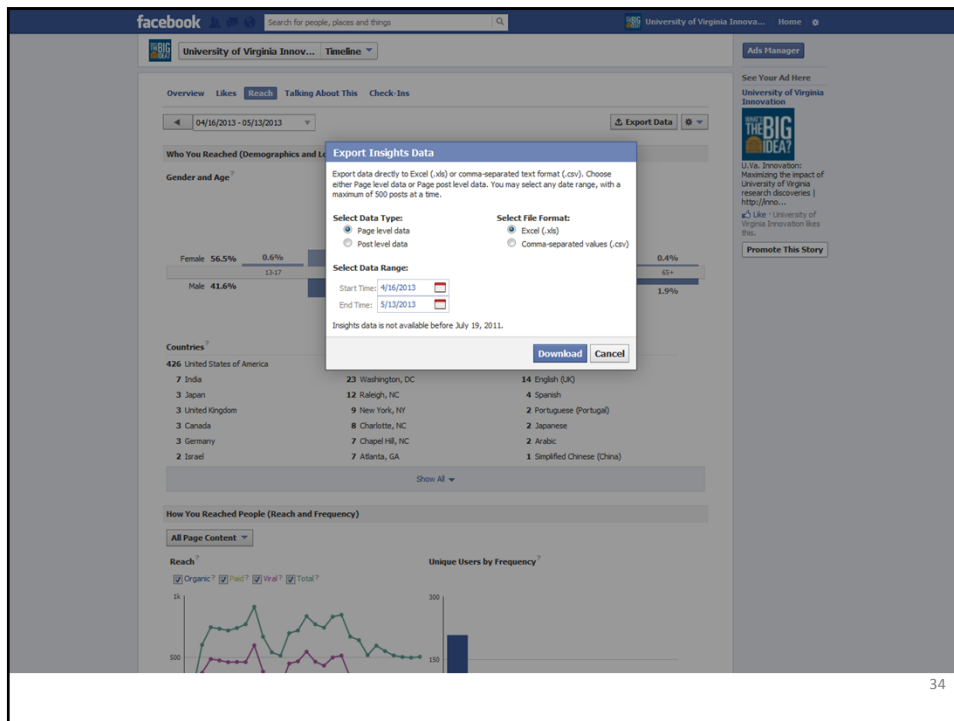 facebook
Search for people, places and things
University of Virginia Innova... Home
University of Virginia Innov... Timeline
Ads Manager
Overview Likes Reach Talking About This Check-Ins
04/16/2013 - 05/13/2013
Export Data
See Your Ad Here
University of Virginia
Innovation
WHAT'S
THE BIG
IDEA?
U.Va. Innovation:
Maximizing the impact of
University of Virginia
research discoveries |
http://inno...
Like · University of
Virginia Innovation likes
this.
Promote This Story
Who You Reached (Demographics and Lo
Gender and Age?
Female 56.5% 0.6% 0.4%
13-17 65+
Male 41.6% 1.9%
Export Insights Data
Export data directly to Excel (.xls) or comma-separated text format (.csv). Choose
either Page level data or Page post level data. You may select any date range, with a
maximum of 500 posts at a time.
Select Data Type: Select File Format:
Page level data Excel (.xls)
Post level data Comma-separated values (.csv)
Select Data Range:
Start Time: 4/16/2013
End Time: 5/13/2013
Insights data is not available before July 19, 2011.
Download Cancel
Countries?
426 United States of America
7 India 23 Washington, DC 14 English (UK)
3 Japan 12 Raleigh, NC 4 Spanish
3 United Kingdom 9 New York, NY 2 Portuguese (Portugal)
3 Canada 8 Charlotte, NC 2 Japanese
3 Germany 7 Chapel Hill, NC 2 Arabic
2 Israel 7 Atlanta, GA 1 Simplified Chinese (China)
Show All
How You Reached People (Reach and Frequency)
All Page Content
Reach? Unique Users by Frequency?
Organic? Paid? Viral? Total?
1k 300
500 150
34